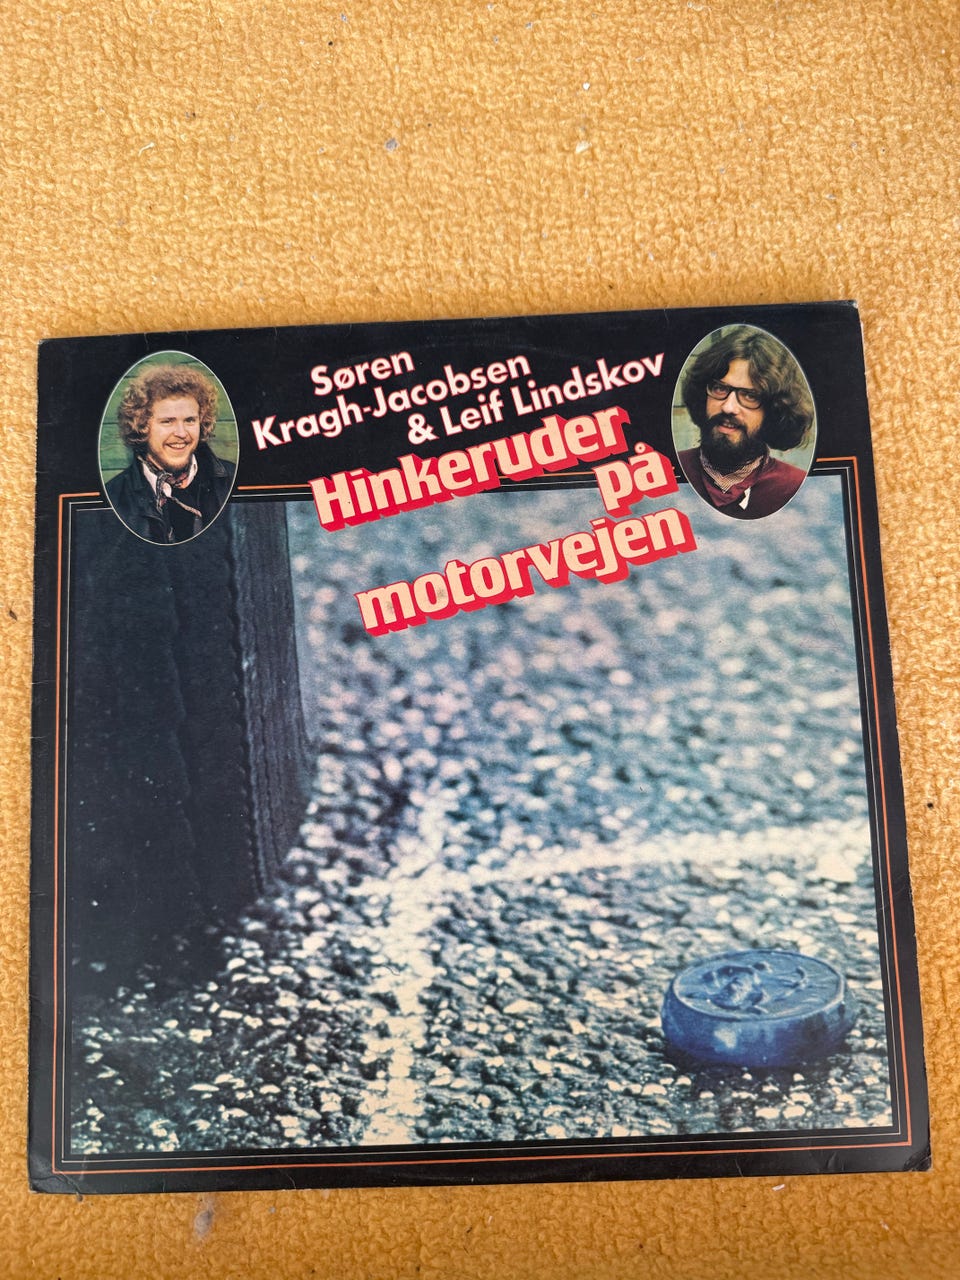 Søren
Kragh-Jacobsen
& Leif Lindskov
Hinkeruder
på
motorvejen